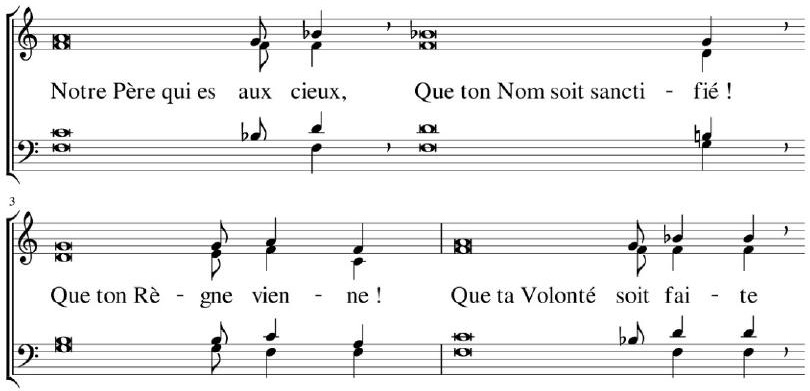 Notre Père qui es aux cieux, Que ton Nom soit sancti - fié !
3
Que ton Rè - gne vien - ne ! Que ta Volonté soit fai - te